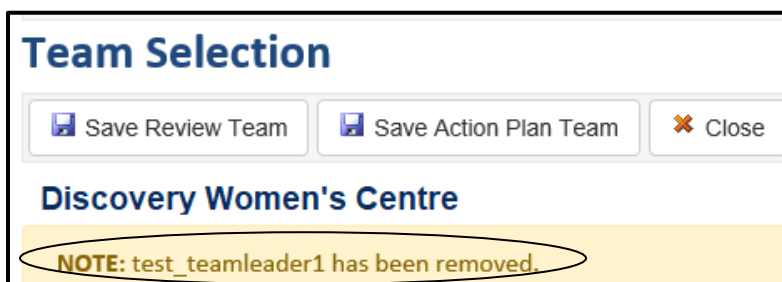 Team Selection
Save Review Team Save Action Plan Team Close
Discovery Women's Centre
NOTE: test_teamleader1 has been removed.